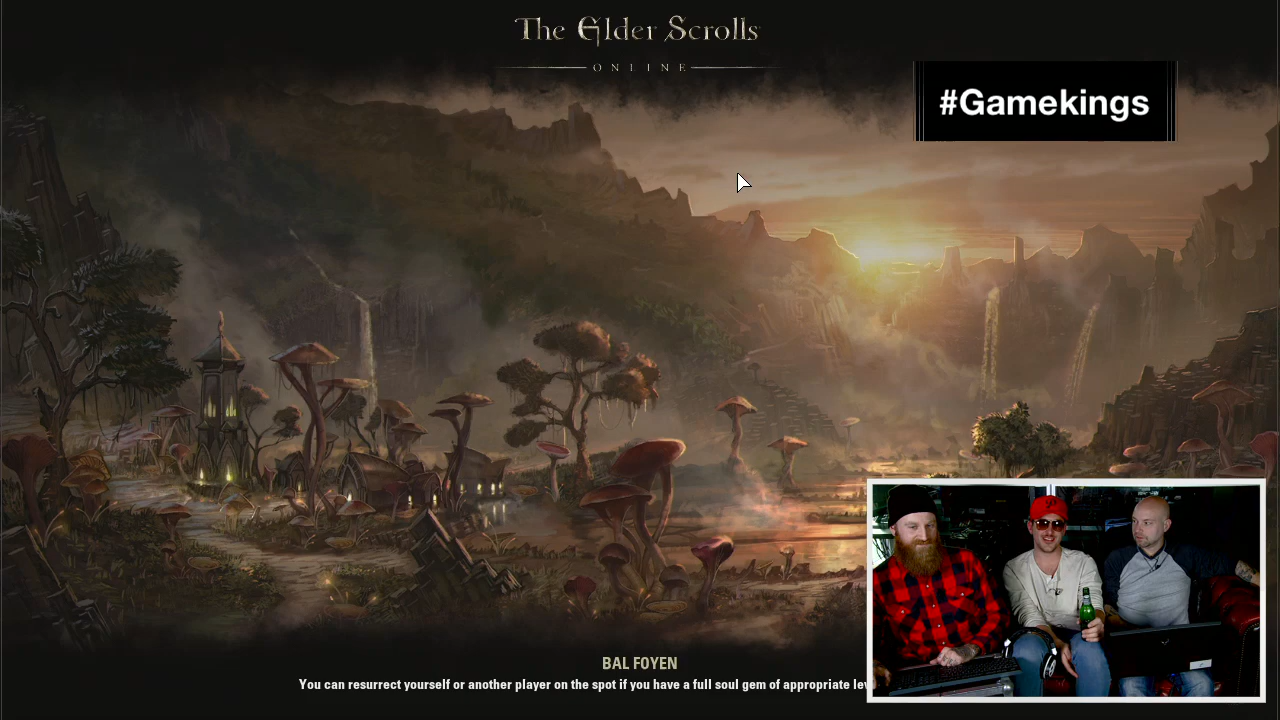 The Elder Scrolls
ONLINE
#Gamekings
BAL FOYEN
You can resurrect yourself or another player on the spot if you have a full soul gem of appropriate